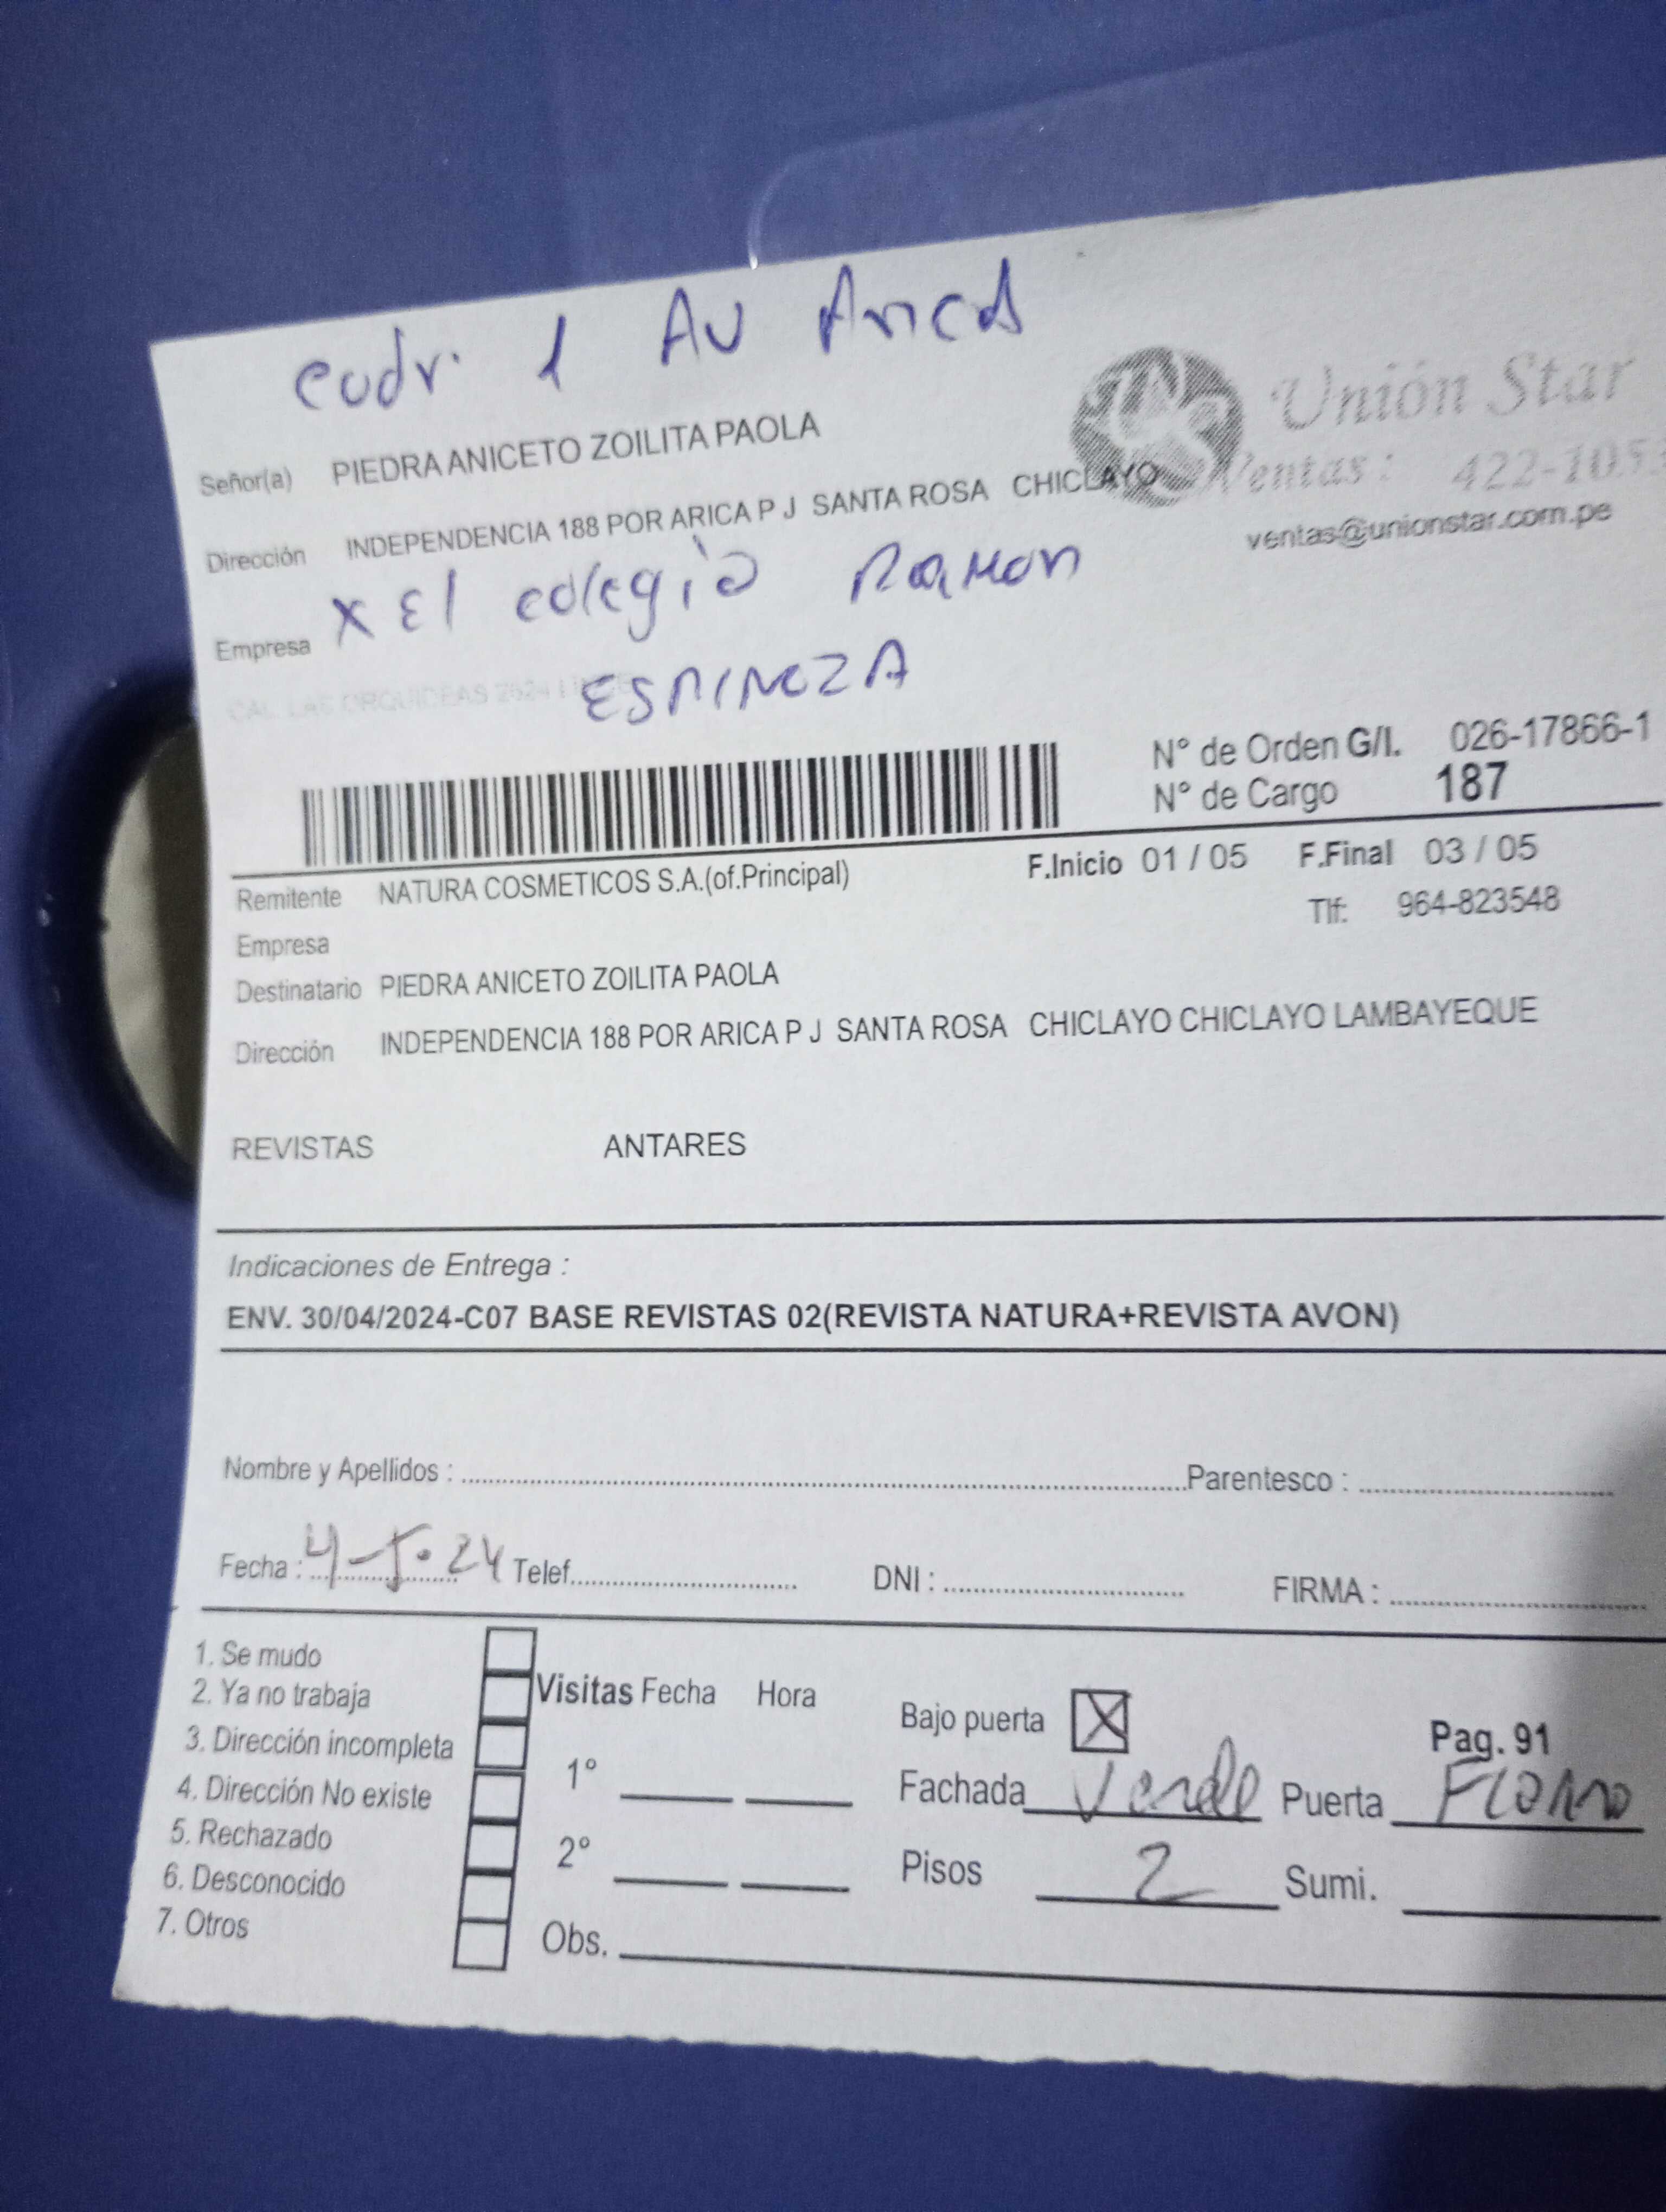 cudr. 1 AV Arica
Unión Star
Señor(a) PIEDRA ANICETO ZOILITA PAOLA
Ventas : 422-1053
Dirección INDEPENDENCIA 188 POR ARICA P J SANTA ROSA CHICLAYO
ventas@unionstar.com.pe
x El colegio Ramon
Empresa
ESPINOZA
CAL LAS ORQUIDEAS
N° de Orden G/I. 026-17866-1
N° de Cargo 187
F.Inicio 01 / 05 F.Final 03 / 05
Remitente NATURA COSMETICOS S.A.(of.Principal)
Tlf: 964-823548
Empresa
Destinatario PIEDRA ANICETO ZOILITA PAOLA
Dirección INDEPENDENCIA 188 POR ARICA P J SANTA ROSA CHICLAYO CHICLAYO LAMBAYEQUE
REVISTAS ANTARES
Indicaciones de Entrega :
ENV. 30/04/2024-C07 BASE REVISTAS 02(REVISTA NATURA+REVISTA AVON)
Nombre y Apellidos : Parentesco :
Fecha : 4-5-24 Telef. DNI : FIRMA :
1. Se mudo
2. Ya no trabaja
3. Dirección incompleta
4. Dirección No existe
5. Rechazado
6. Desconocido
7. Otros
Visitas Fecha Hora
1°
2°
Obs.
Bajo puerta X Pag. 91
Fachada Verde Puerta Fierro
Pisos 2 Sumi.